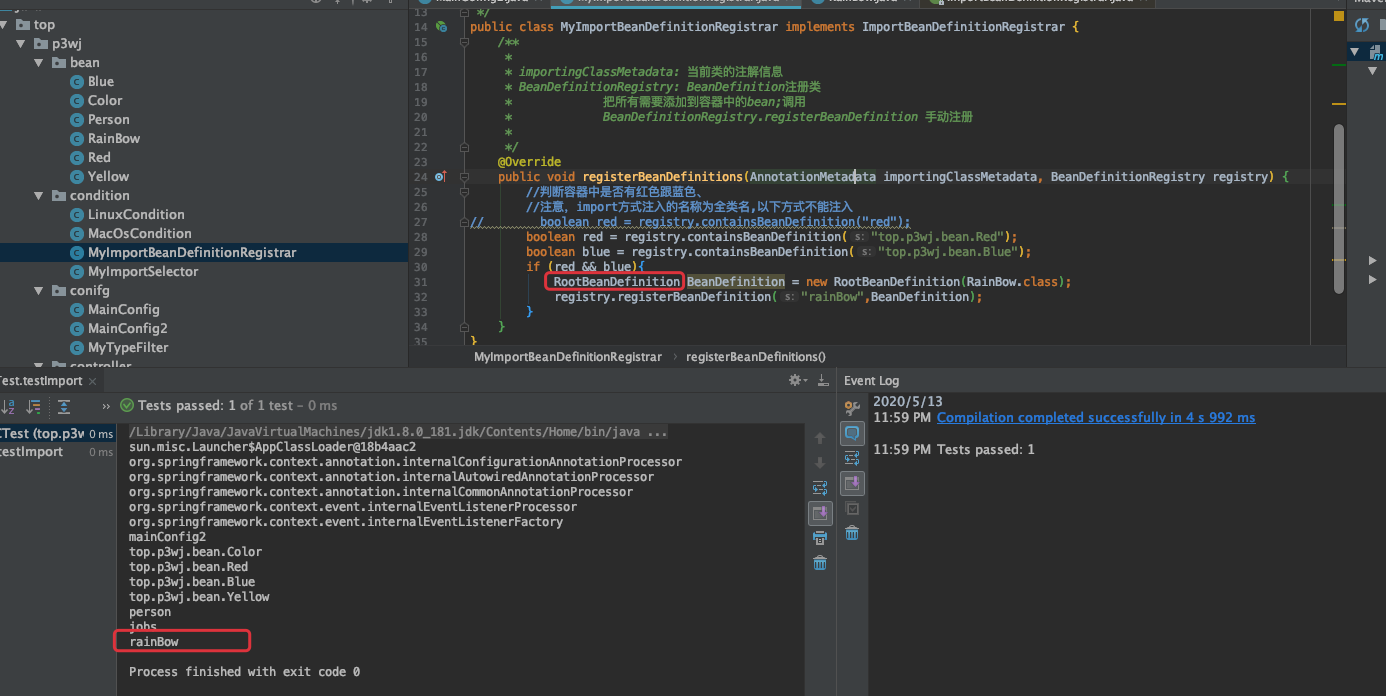 top
p3wj
bean
Blue
Color
Person
RainBow
Red
Yellow
condition
LinuxCondition
MacOsCondition
MyImportBeanDefinitionRegistrar
MyImportSelector
conifg
MainConfig
MainConfig2
MyTypeFilter
controller
13 */
14 public class MyImportBeanDefinitionRegistrar implements ImportBeanDefinitionRegistrar {
15 /**
16 *
17 * importingClassMetadata: 当前类的注解信息
18 * BeanDefinitionRegistry: BeanDefinition注册类
19 * 把所有需要添加到容器中的bean;调用
20 * BeanDefinitionRegistry.registerBeanDefinition 手动注册
21 *
22 */
23 @Override
24 public void registerBeanDefinitions(AnnotationMetadata importingClassMetadata, BeanDefinitionRegistry registry) {
25 //判断容器中是否有红色跟蓝色、
26 //注意, import方式注入的名称为全类名,以下方式不能注入
27 // boolean red = registry.containsBeanDefinition("red");
28 boolean red = registry.containsBeanDefinition( s: "top.p3wj.bean.Red");
29 boolean blue = registry.containsBeanDefinition( s: "top.p3wj.bean.Blue");
30 if (red && blue){
31 RootBeanDefinition BeanDefinition = new RootBeanDefinition(RainBow.class);
32 registry.registerBeanDefinition( s: "rainBow",BeanDefinition);
33 }
34 }
35 }
MyImportBeanDefinitionRegistrar › registerBeanDefinitions()
Test.testImport ×
» Tests passed: 1 of 1 test – 0 ms
CTest (top.p3w 0 ms
testImport 0 ms
/Library/Java/JavaVirtualMachines/jdk1.8.0_181.jdk/Contents/Home/bin/java ...
sun.misc.Launcher$AppClassLoader@18b4aac2
org.springframework.context.annotation.internalConfigurationAnnotationProcessor
org.springframework.context.annotation.internalAutowiredAnnotationProcessor
org.springframework.context.annotation.internalCommonAnnotationProcessor
org.springframework.context.event.internalEventListenerProcessor
org.springframework.context.event.internalEventListenerFactory
mainConfig2
top.p3wj.bean.Color
top.p3wj.bean.Red
top.p3wj.bean.Blue
top.p3wj.bean.Yellow
person
jobs
rainBow
Process finished with exit code 0
Event Log
2020/5/13
11:59 PM Compilation completed successfully in 4 s 992 ms
11:59 PM Tests passed: 1